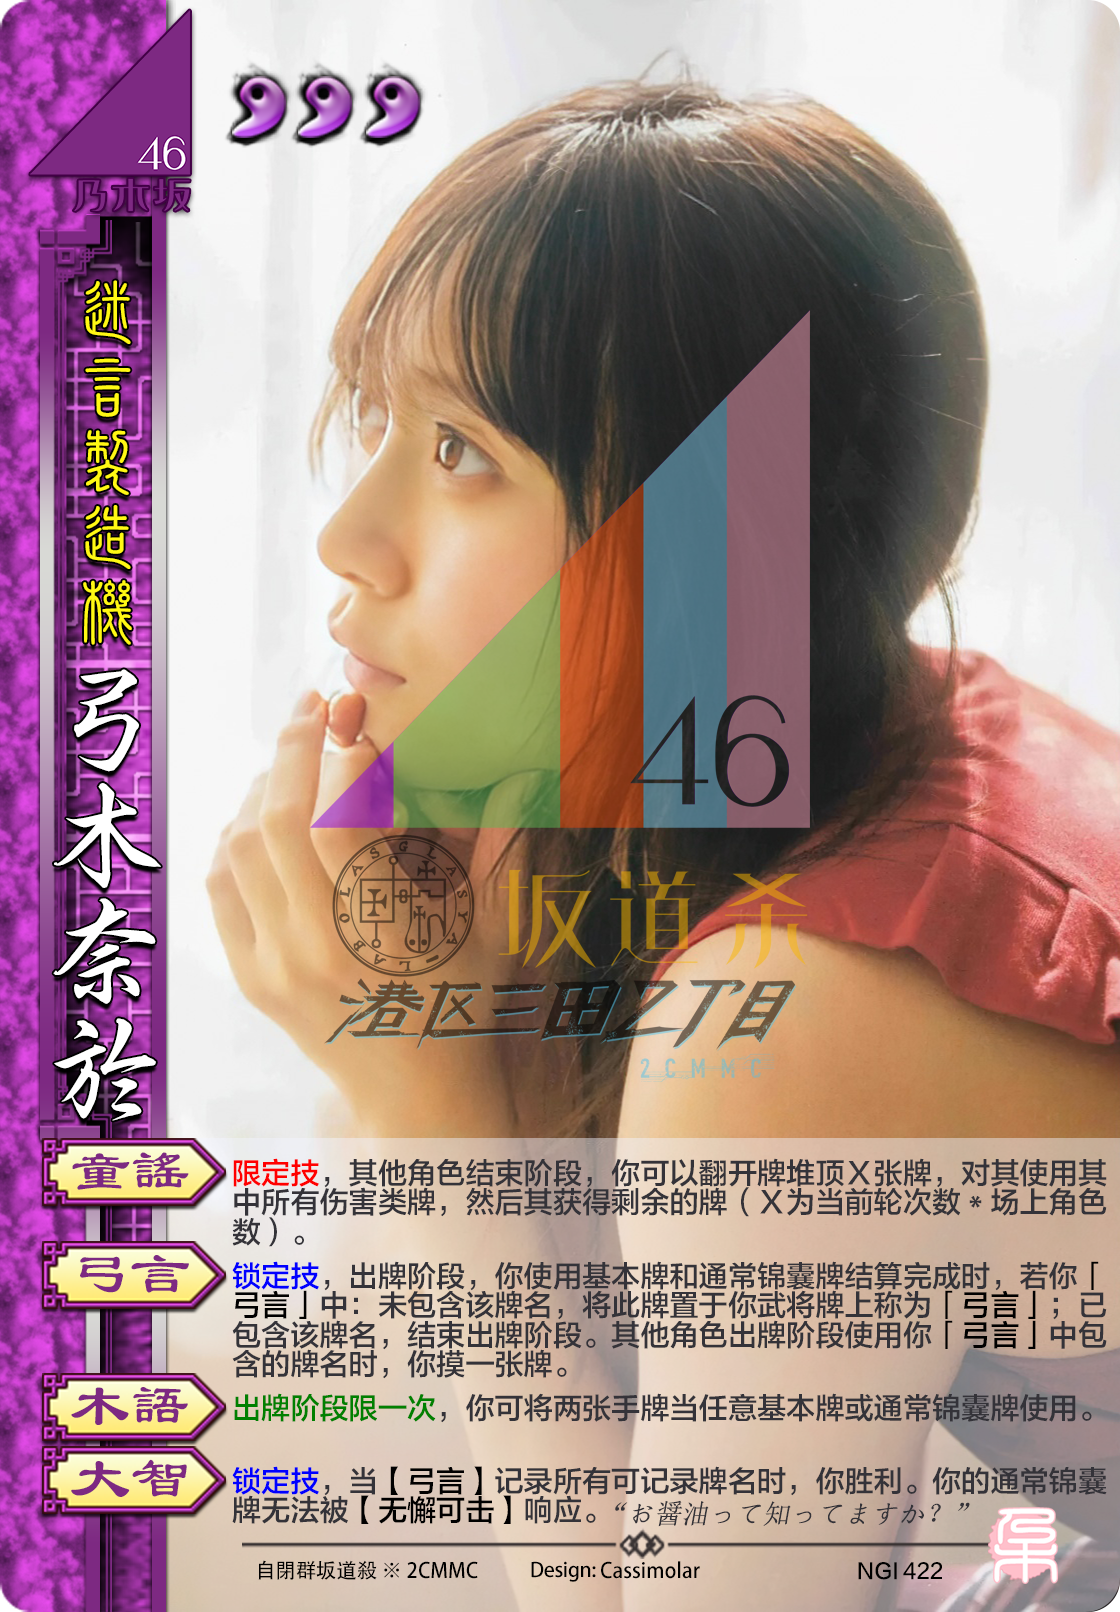 46
乃木坂
迷言製造機
弓木奈於
46
GLASYA-LABOLAS
坂道杀
港区三田2丁目
2CMMC
童謠
限定技，其他角色结束阶段，你可以翻开牌堆顶X张牌，对其使用其
中所有伤害类牌，然后其获得剩余的牌（X为当前轮次数*场上角色
数）。
弓言
锁定技，出牌阶段，你使用基本牌和通常锦囊牌结算完成时，若你「
弓言」中：未包含该牌名，将此牌置于你武将牌上称为「弓言」；已
包含该牌名，结束出牌阶段。其他角色出牌阶段使用你「弓言」中包
含的牌名时，你摸一张牌。
木語
出牌阶段限一次，你可将两张手牌当任意基本牌或通常锦囊牌使用。
大智
锁定技，当【弓言】记录所有可记录牌名时，你胜利。你的通常锦囊
牌无法被【无懈可击】响应。“お醤油って知ってますか？”
自閉群坂道殺 ※ 2CMMC Design: Cassimolar NGI 422